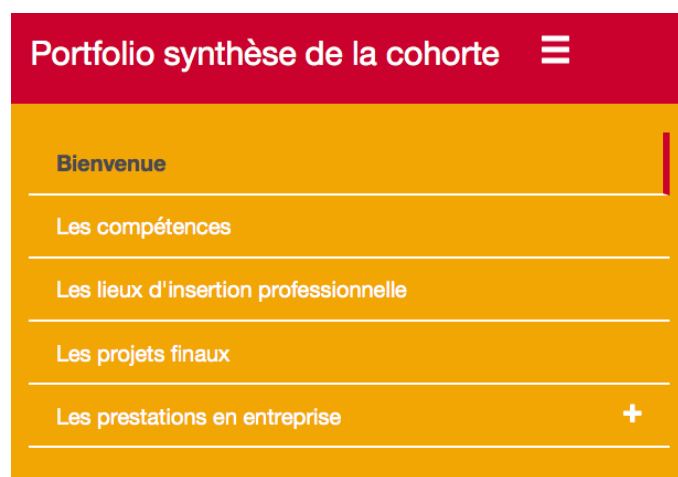 Portfolio synthèse de la cohorte
Bienvenue
Les compétences
Les lieux d'insertion professionnelle
Les projets finaux
Les prestations en entreprise